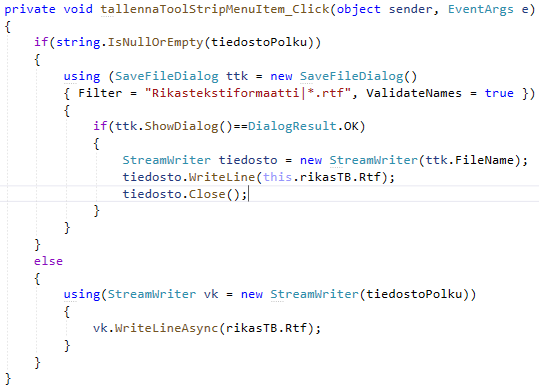 private void tallennaToolStripMenuItem_Click(object sender, EventArgs e)
{
    if(string.IsNullOrEmpty(tiedostoPolku))
    {
        using (SaveFileDialog ttk = new SaveFileDialog()
        { Filter = "Rikastekstiformaatti|*.rtf", ValidateNames = true })
        {
            if(ttk.ShowDialog()==DialogResult.OK)
            {
                StreamWriter tiedosto = new StreamWriter(ttk.FileName);
                tiedosto.WriteLine(this.rikasTB.Rtf);
                tiedosto.Close();
            }
        }
    }
    else
    {
        using(StreamWriter vk = new StreamWriter(tiedostoPolku))
        {
            vk.WriteLineAsync(rikasTB.Rtf);
        }
    }
}